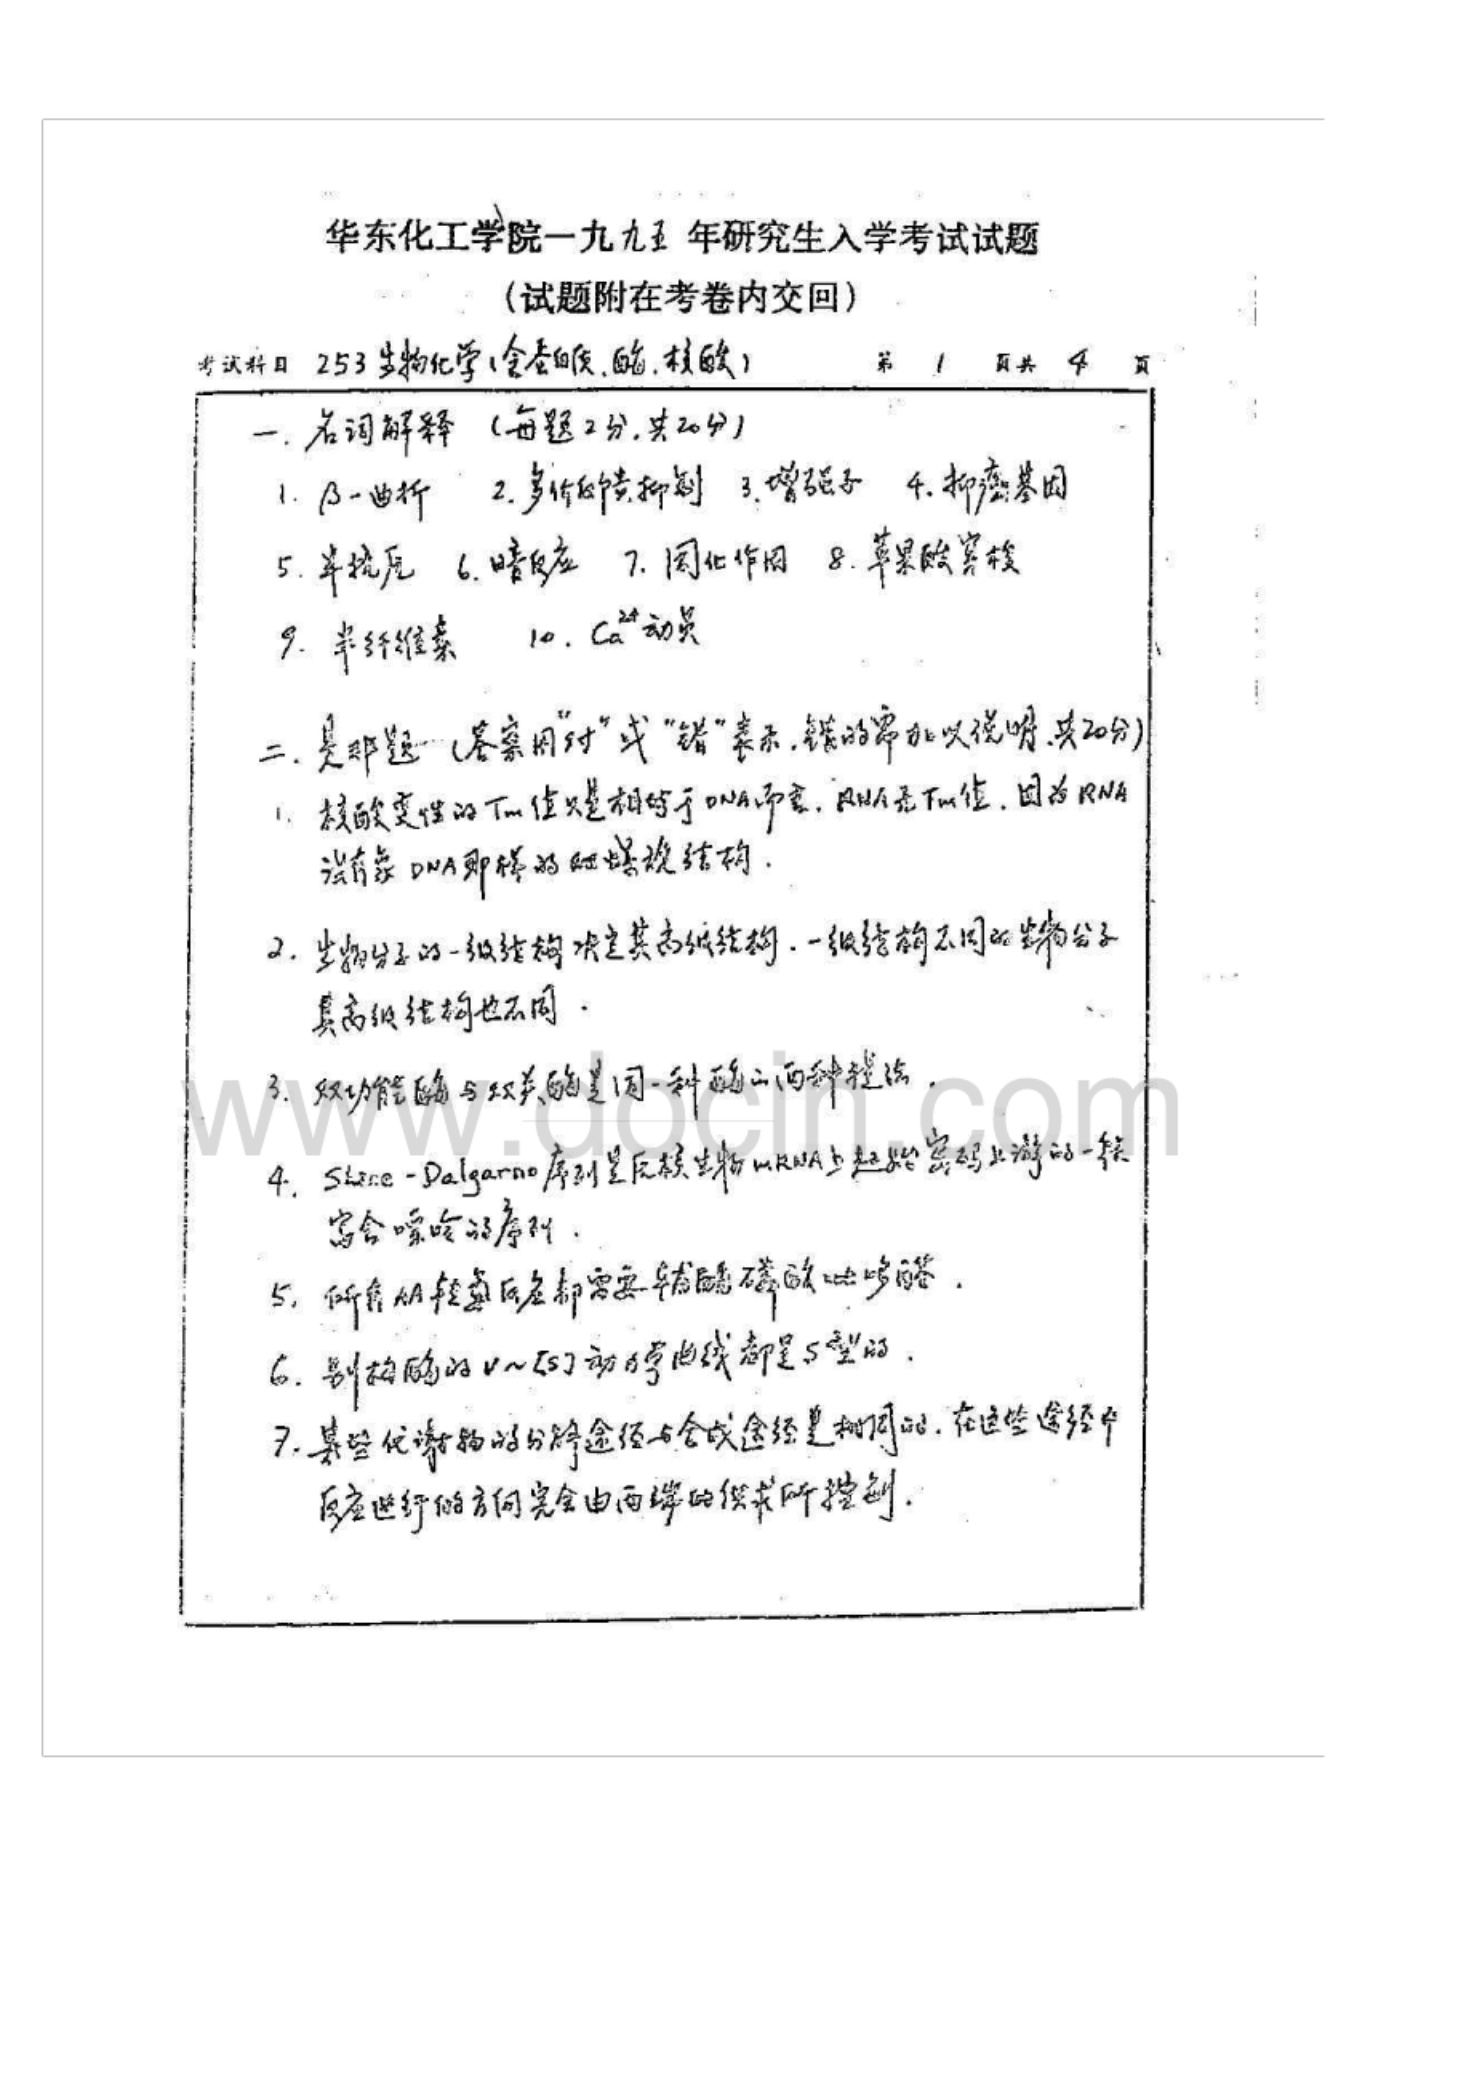 华东化工学院一九九五年研究生入学考试试题
(试题附在考卷内交回)
考试科目 253生物化学(含蛋白质、酶、核酸) 第 1 页共 4 页
一. 名词解释 (每题2分,共20分)
1. β-曲折 2. 多价反馈抑制 3. 增强子 4. 抑癌基因
5. 半抗原 6. 暗反应 7. 同化作用 8. 苹果酸穿梭
9. 半纤维素 10. Ca²⁺动员
二. 是非题 (答案用"对"或"错"表示,错的需加以说明,共20分)
1. 核酸变性的Tm值只是相对于DNA而言,RNA无Tm值,因为RNA
没有象DNA那样的双螺旋结构.
2. 生物分子的一级结构决定其高级结构.一级结构不同的生物分子
其高级结构也不同.
3. 双功能酶与双关酶是同一种酶的两种提法.
4. Shine-Dalgarno序列是原核生物mRNA上起始密码上游的一段
富含嘌呤的序列.
5. 所有AA转氨反应都需要辅酶磷酸吡哆醛.
6. 别构酶的v~[S]动力学曲线都是S型的.
7. 某些代谢物的分解途径与合成途径是相同的.在这些途径中
反应进行的方向完全由两端的供求所控制.
www.docin.com